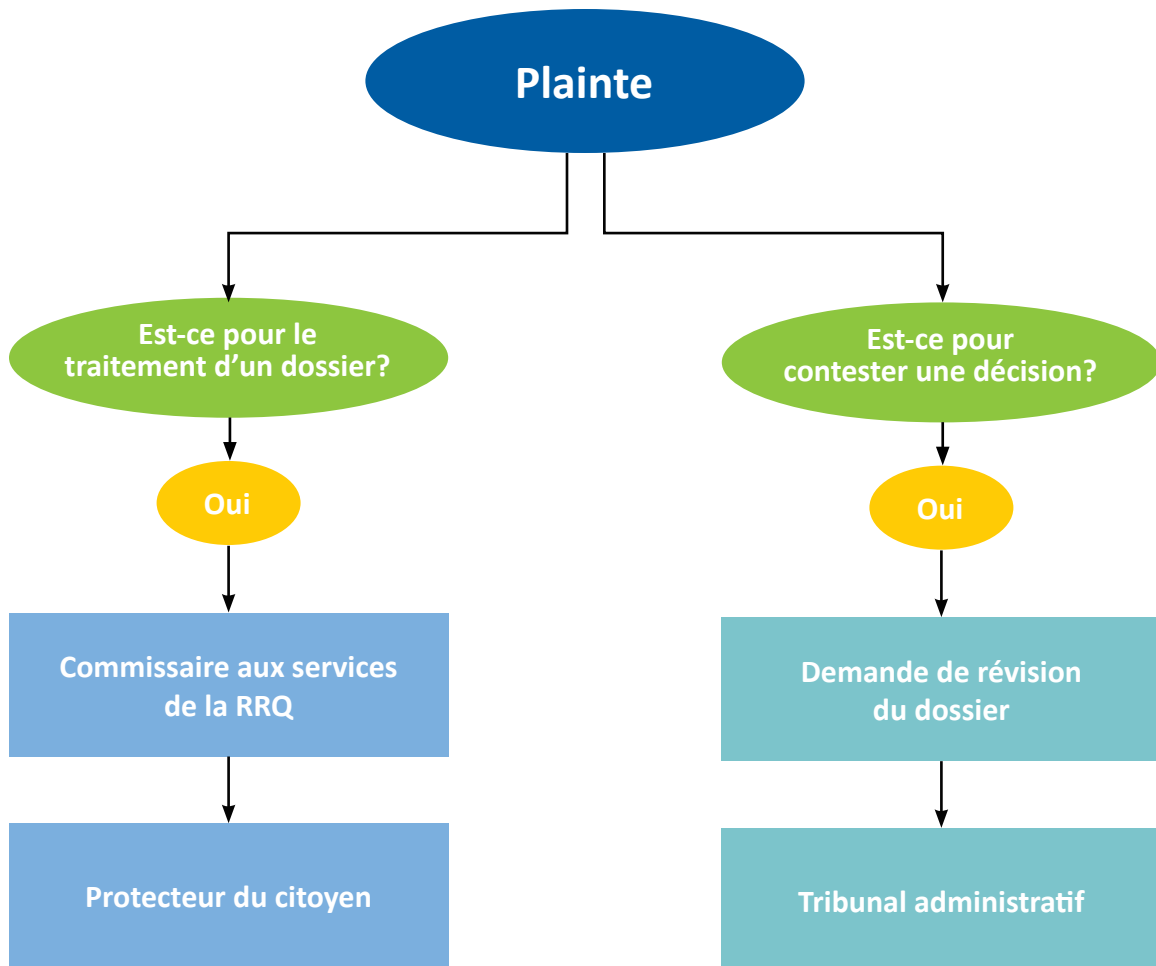 Plainte
Est-ce pour le
traitement d'un dossier?
Oui
Commissaire aux services
de la RRQ
Protecteur du citoyen
Est-ce pour
contester une décision?
Oui
Demande de révision
du dossier
Tribunal administratif